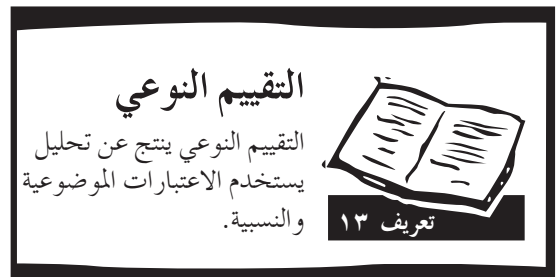 التقييم النوعي
التقييم النوعي ينتج عن تحليل
يستخدم الاعتبارات الموضوعية
والنسبية.
تعريف ١٣